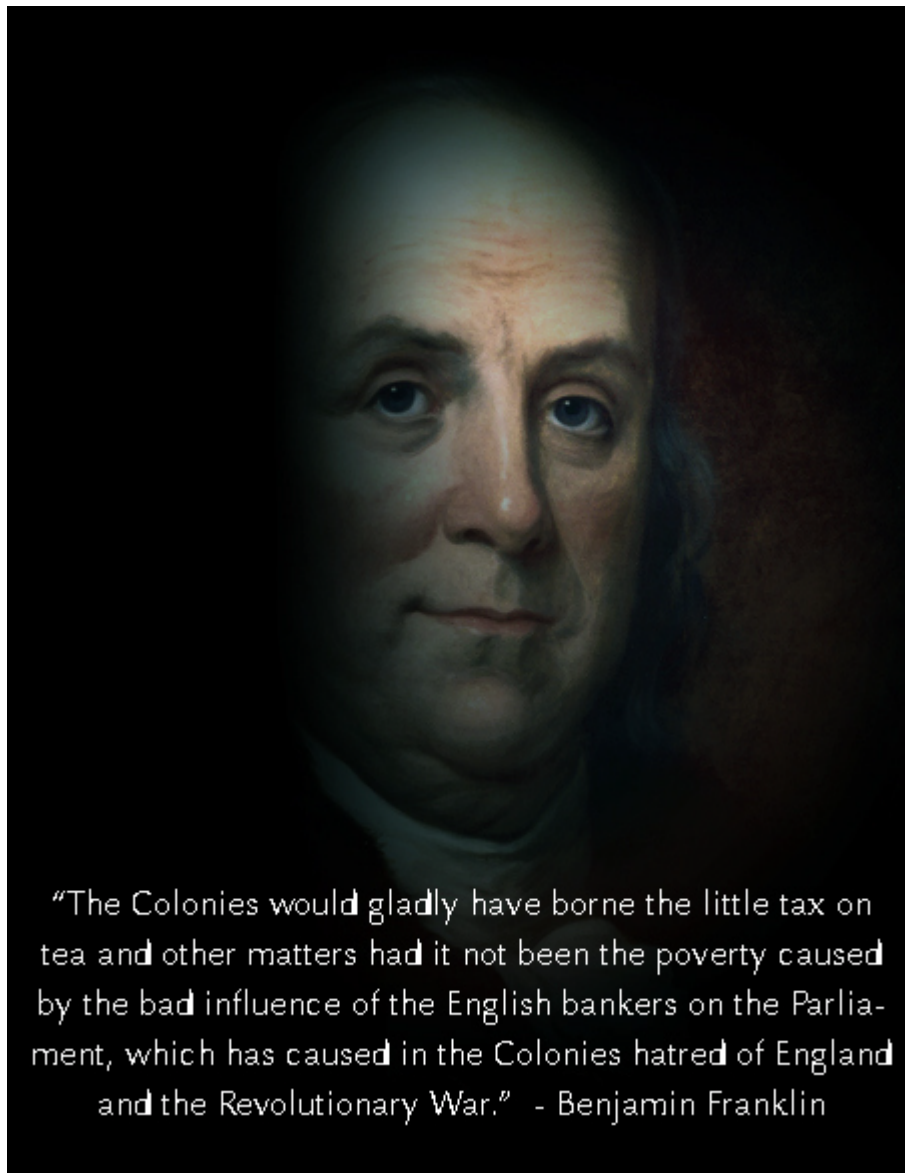 “The Colonies would gladly have borne the little tax on
tea and other matters had it not been the poverty caused
by the bad influence of the English bankers on the Parlia-
ment, which has caused in the Colonies hatred of England
and the Revolutionary War.” - Benjamin Franklin